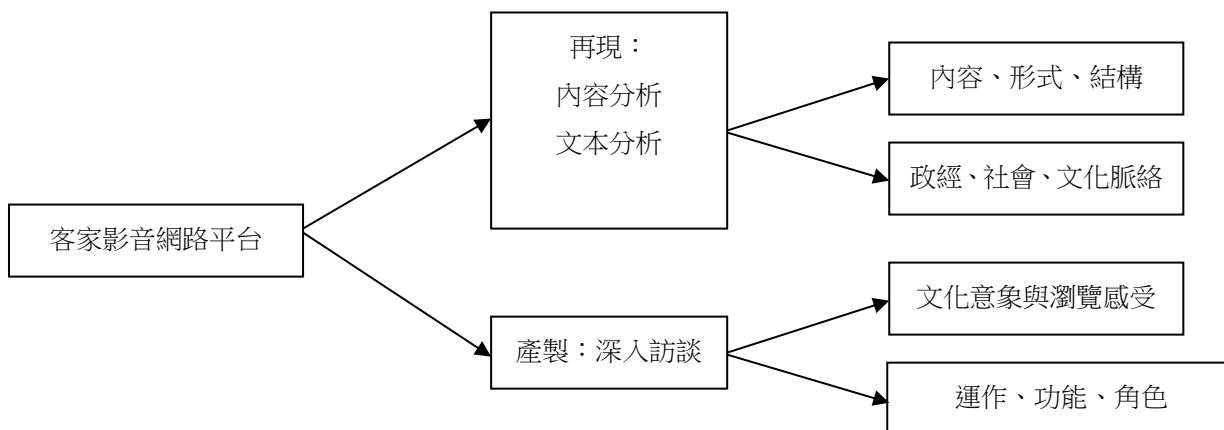 再現：
內容分析
文本分析
內容、形式、結構
政經、社會、文化脈絡
客家影音網路平台
文化意象與瀏覽感受
產製：深入訪談
運作、功能、角色